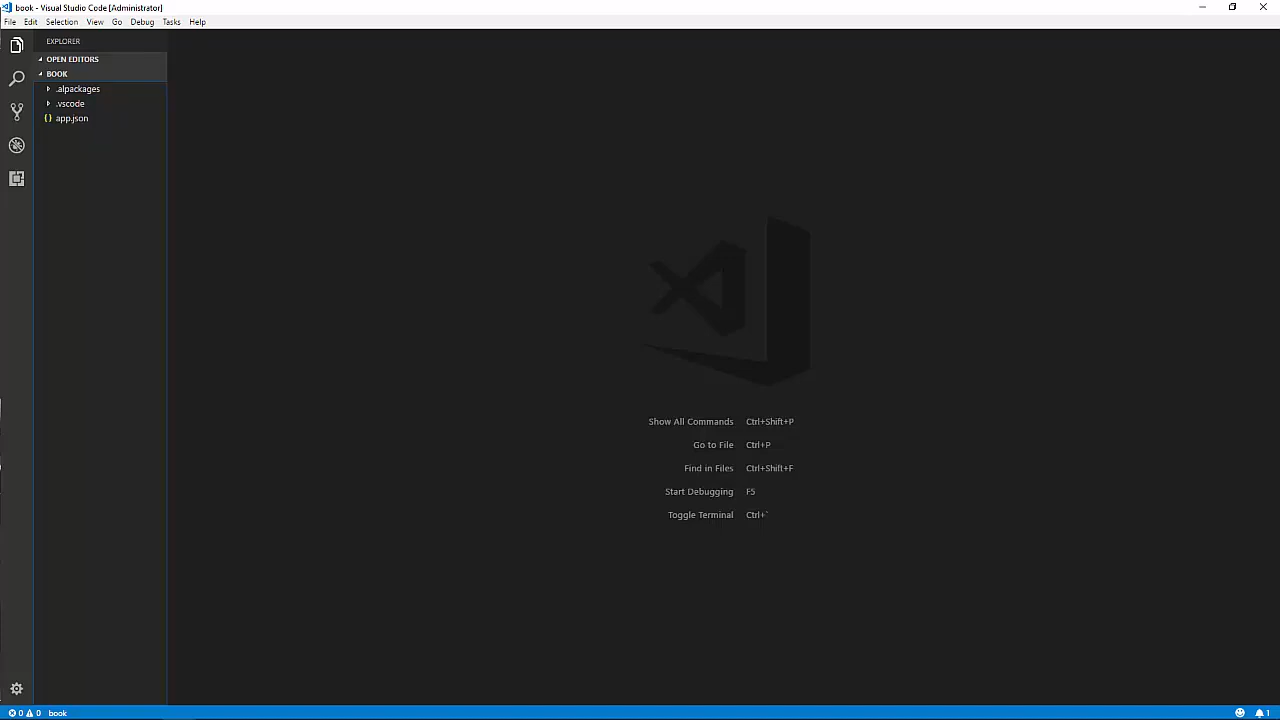 book - Visual Studio Code [Administrator]
File Edit Selection View Go Debug Tasks Help
EXPLORER
OPEN EDITORS
BOOK
.alpackages
.vscode
{} app.json
Show All Commands Ctrl+Shift+P
Go to File Ctrl+P
Find in Files Ctrl+Shift+F
Start Debugging F5
Toggle Terminal Ctrl+`
0 0 book 1